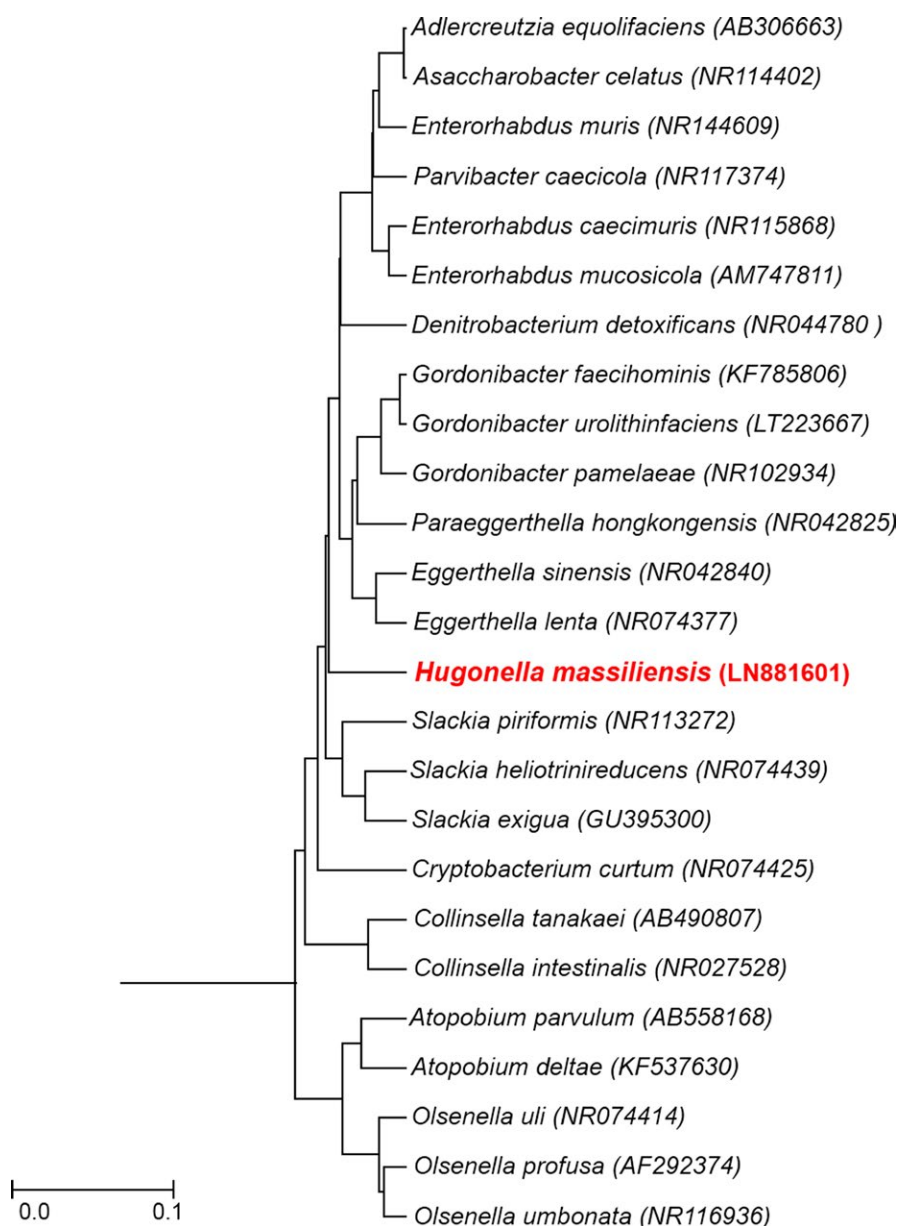 Adlercreutzia equolifaciens (AB306663)
Asaccharobacter celatus (NR114402)
Enterorhabdus muris (NR144609)
Parvibacter caecicola (NR117374)
Enterorhabdus caecimuris (NR115868)
Enterorhabdus mucosicola (AM747811)
Denitrobacterium detoxificans (NR044780 )
Gordonibacter faecihominis (KF785806)
Gordonibacter urolithinfaciens (LT223667)
Gordonibacter pamelaeae (NR102934)
Paraeggerthella hongkongensis (NR042825)
Eggerthella sinensis (NR042840)
Eggerthella lenta (NR074377)
Hugonella massiliensis (LN881601)
Slackia piriformis (NR113272)
Slackia heliotrinireducens (NR074439)
Slackia exigua (GU395300)
Cryptobacterium curtum (NR074425)
Collinsella tanakaei (AB490807)
Collinsella intestinalis (NR027528)
Atopobium parvulum (AB558168)
Atopobium deltae (KF537630)
Olsenella uli (NR074414)
Olsenella profusa (AF292374)
Olsenella umbonata (NR116936)
0.0 0.1